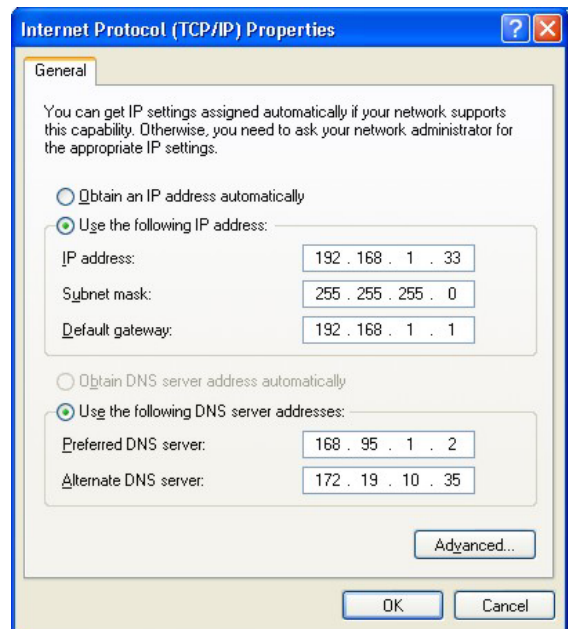 Internet Protocol (TCP/IP) Properties
General
You can get IP settings assigned automatically if your network supports
this capability. Otherwise, you need to ask your network administrator for
the appropriate IP settings.
Obtain an IP address automatically
Use the following IP address:
IP address: 192 . 168 . 1 . 33
Subnet mask: 255 . 255 . 255 . 0
Default gateway: 192 . 168 . 1 . 1
Obtain DNS server address automatically
Use the following DNS server addresses:
Preferred DNS server: 168 . 95 . 1 . 2
Alternate DNS server: 172 . 19 . 10 . 35
Advanced...
OK Cancel